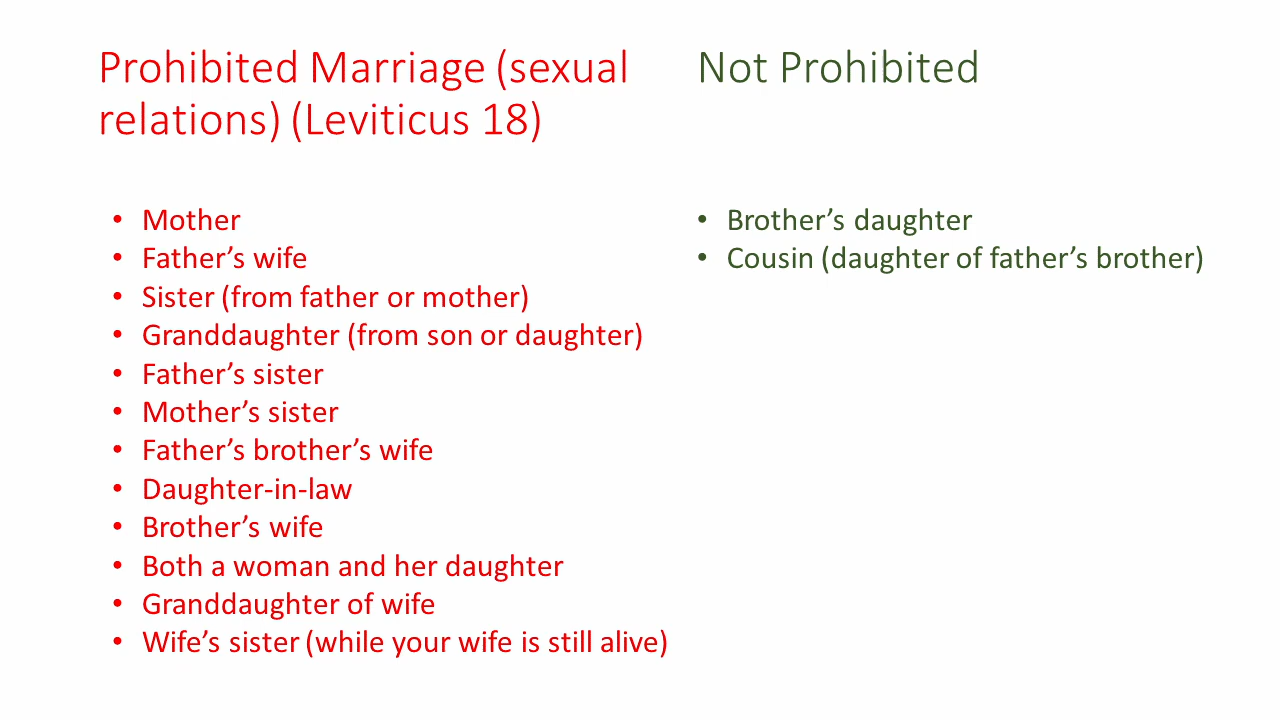 Prohibited Marriage (sexual
relations) (Leviticus 18)
• Mother
• Father’s wife
• Sister (from father or mother)
• Granddaughter (from son or daughter)
• Father’s sister
• Mother’s sister
• Father’s brother’s wife
• Daughter-in-law
• Brother’s wife
• Both a woman and her daughter
• Granddaughter of wife
• Wife’s sister (while your wife is still alive)
Not Prohibited
• Brother’s daughter
• Cousin (daughter of father’s brother)